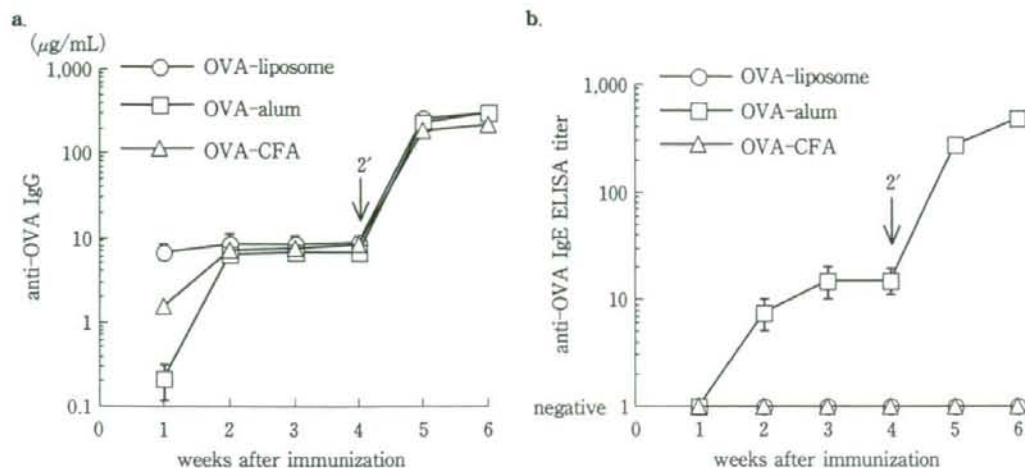 a.
(μg/mL)
1,000
100
10
1
0.1
anti-OVA IgG
OVA-liposome
OVA-alum
OVA-CFA
2′
0 1 2 3 4 5 6
weeks after immunization
b.
1,000
100
10
negative 1
anti-OVA IgE ELISA titer
OVA-liposome
OVA-alum
OVA-CFA
2′
0 1 2 3 4 5 6
weeks after immunization